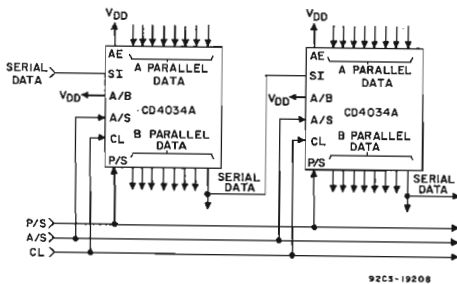 VDD
AE
A PARALLEL
DATA
SERIAL
DATA
SI
VDD
A/B
CD4034A
A/S
B PARALLEL
DATA
CL
P/S
SERIAL
DATA
VDD
AE
A PARALLEL
DATA
SI
VDD
A/B
CD4034A
A/S
B PARALLEL
DATA
CL
P/S
SERIAL
DATA
P/S
A/S
CL
92CS-19208